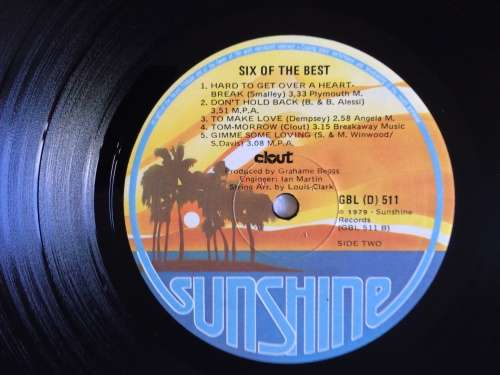 SIX OF THE BEST
1. HARD TO GET OVER A HEART-
BREAK (Smalley) 3,33 Plymouth M.
2. DON'T HOLD BACK (B. & B. Alessi)
3,51 M.P.A.
3. TO MAKE LOVE (Dempsey) 2,58 Angela M.
4. TOM-MORROW (Clout) 3.15 Breakaway Music
5. GIMME SOME LOVING (S. & M. Winwood/
S.Davis) 3.08 M.P.A.
clout
Produced by Grahame Beggs
Engineer: Ian Martin
String Arr. by Louis Clark
GBL (D) 511
℗ 1979 - Sunshine
Records
(GBL 511 B)
SIDE TWO
SUNSHINE